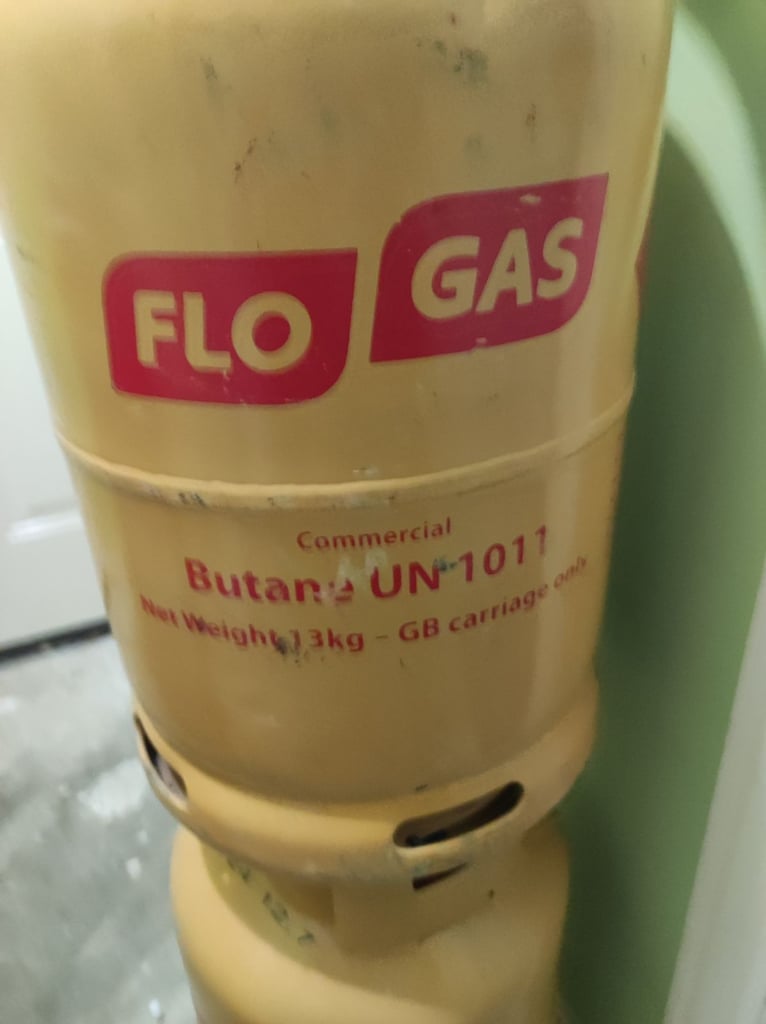 FLO GAS
Commercial
Butane UN 1011
Net Weight 13kg - GB carriage only